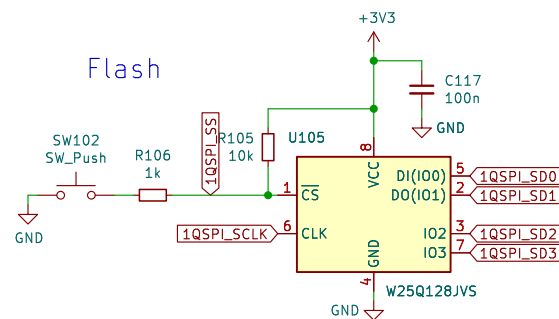 +3V3
Flash
C117
100n
GND
1QSPI_SS
R105
10k
U105
SW102
SW_Push
R106
1k
8
VCC
5
DI(IO0)
1QSPI_SD0
1
CS
2
DO(IO1)
1QSPI_SD1
GND
1QSPI_SCLK
6
CLK
3
IO2
1QSPI_SD2
7
IO3
1QSPI_SD3
GND
4
W25Q128JVS
GND